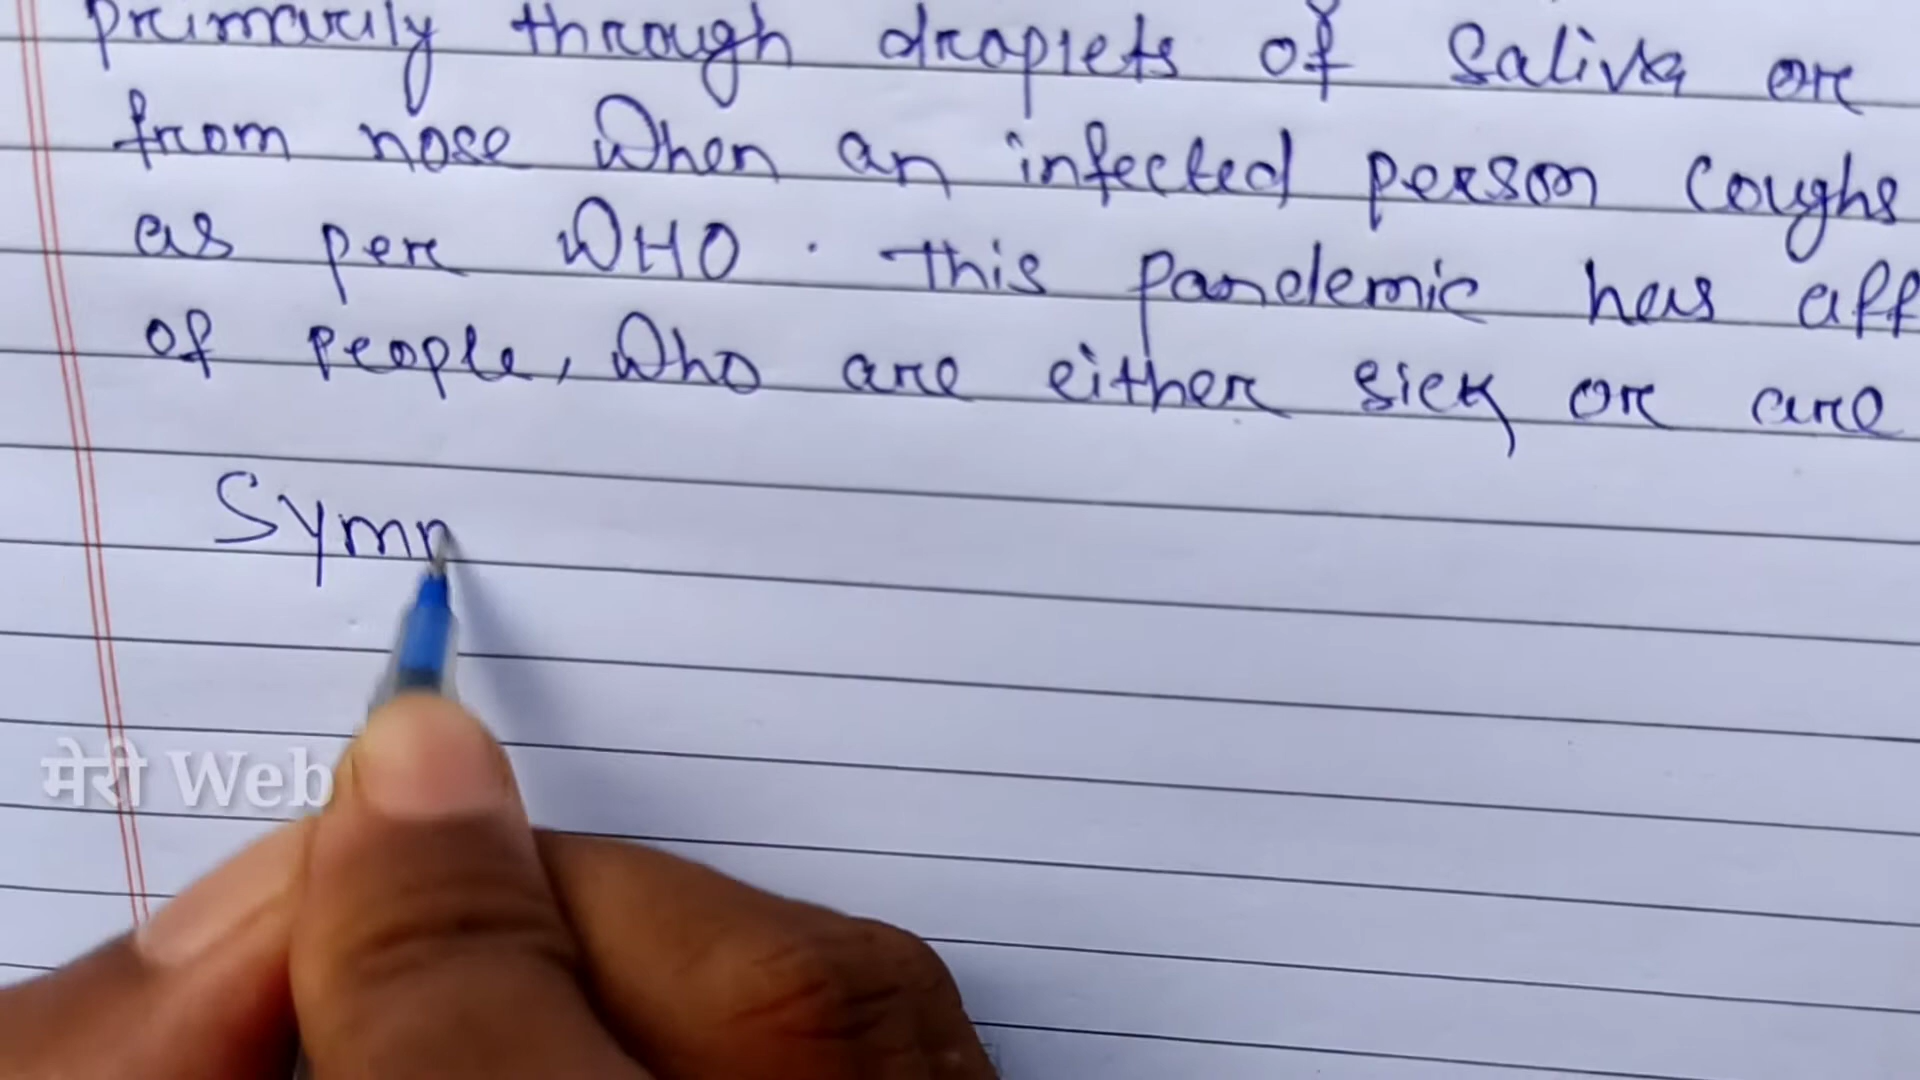 primarily through droplets of Saliva or
from nose When an infected person coughs
as per WHO. This pandemic has aff
of people, Who are either sick or are
Sym
मेरी Web